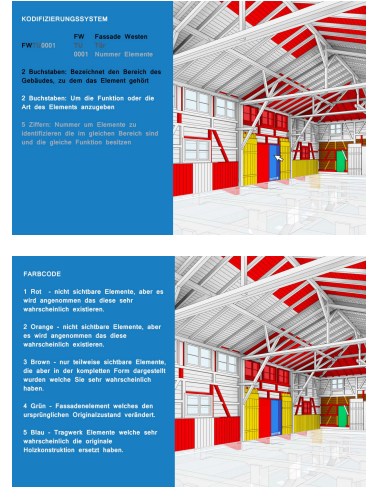 KODIFIZIERUNGSSYSTEM
FW Fassade Westen
FWTU0001 TU Tür
0001 Nummer Elemente
2 Buchstaben: Bezeichnet den Bereich das
Gebäudes, zu dem das Element gehört
2 Buchstaben: Um die Funktion oder die
Art des Elements anzugeben
5 Ziffern: Nummer um Elemente zu
identifizieren die im gleichen Bereich sind
und die gleiche Funktion besitzen
FARBCODE
1 Rot - nicht sichtbare Elemente, aber es
wird angenommen das diese sehr
wahrscheinlich existieren.
2 Orange - nicht sichtbare Elemente, aber
es wird angenommen das diese
wahrscheinlich existieren.
3 Brown - nur teilweise sichtbare Elemente,
die aber in der kompletten Form dargestellt
wurden welche Sie sehr wahrscheinlich
haben.
4 Grün - Fassadenelement welches den
ursprünglichen Originalzustand verändert.
5 Blau - Tragwerk Elemente welche sehr
wahrscheinlich die originale
Holzkonstruktion ersetzt haben.